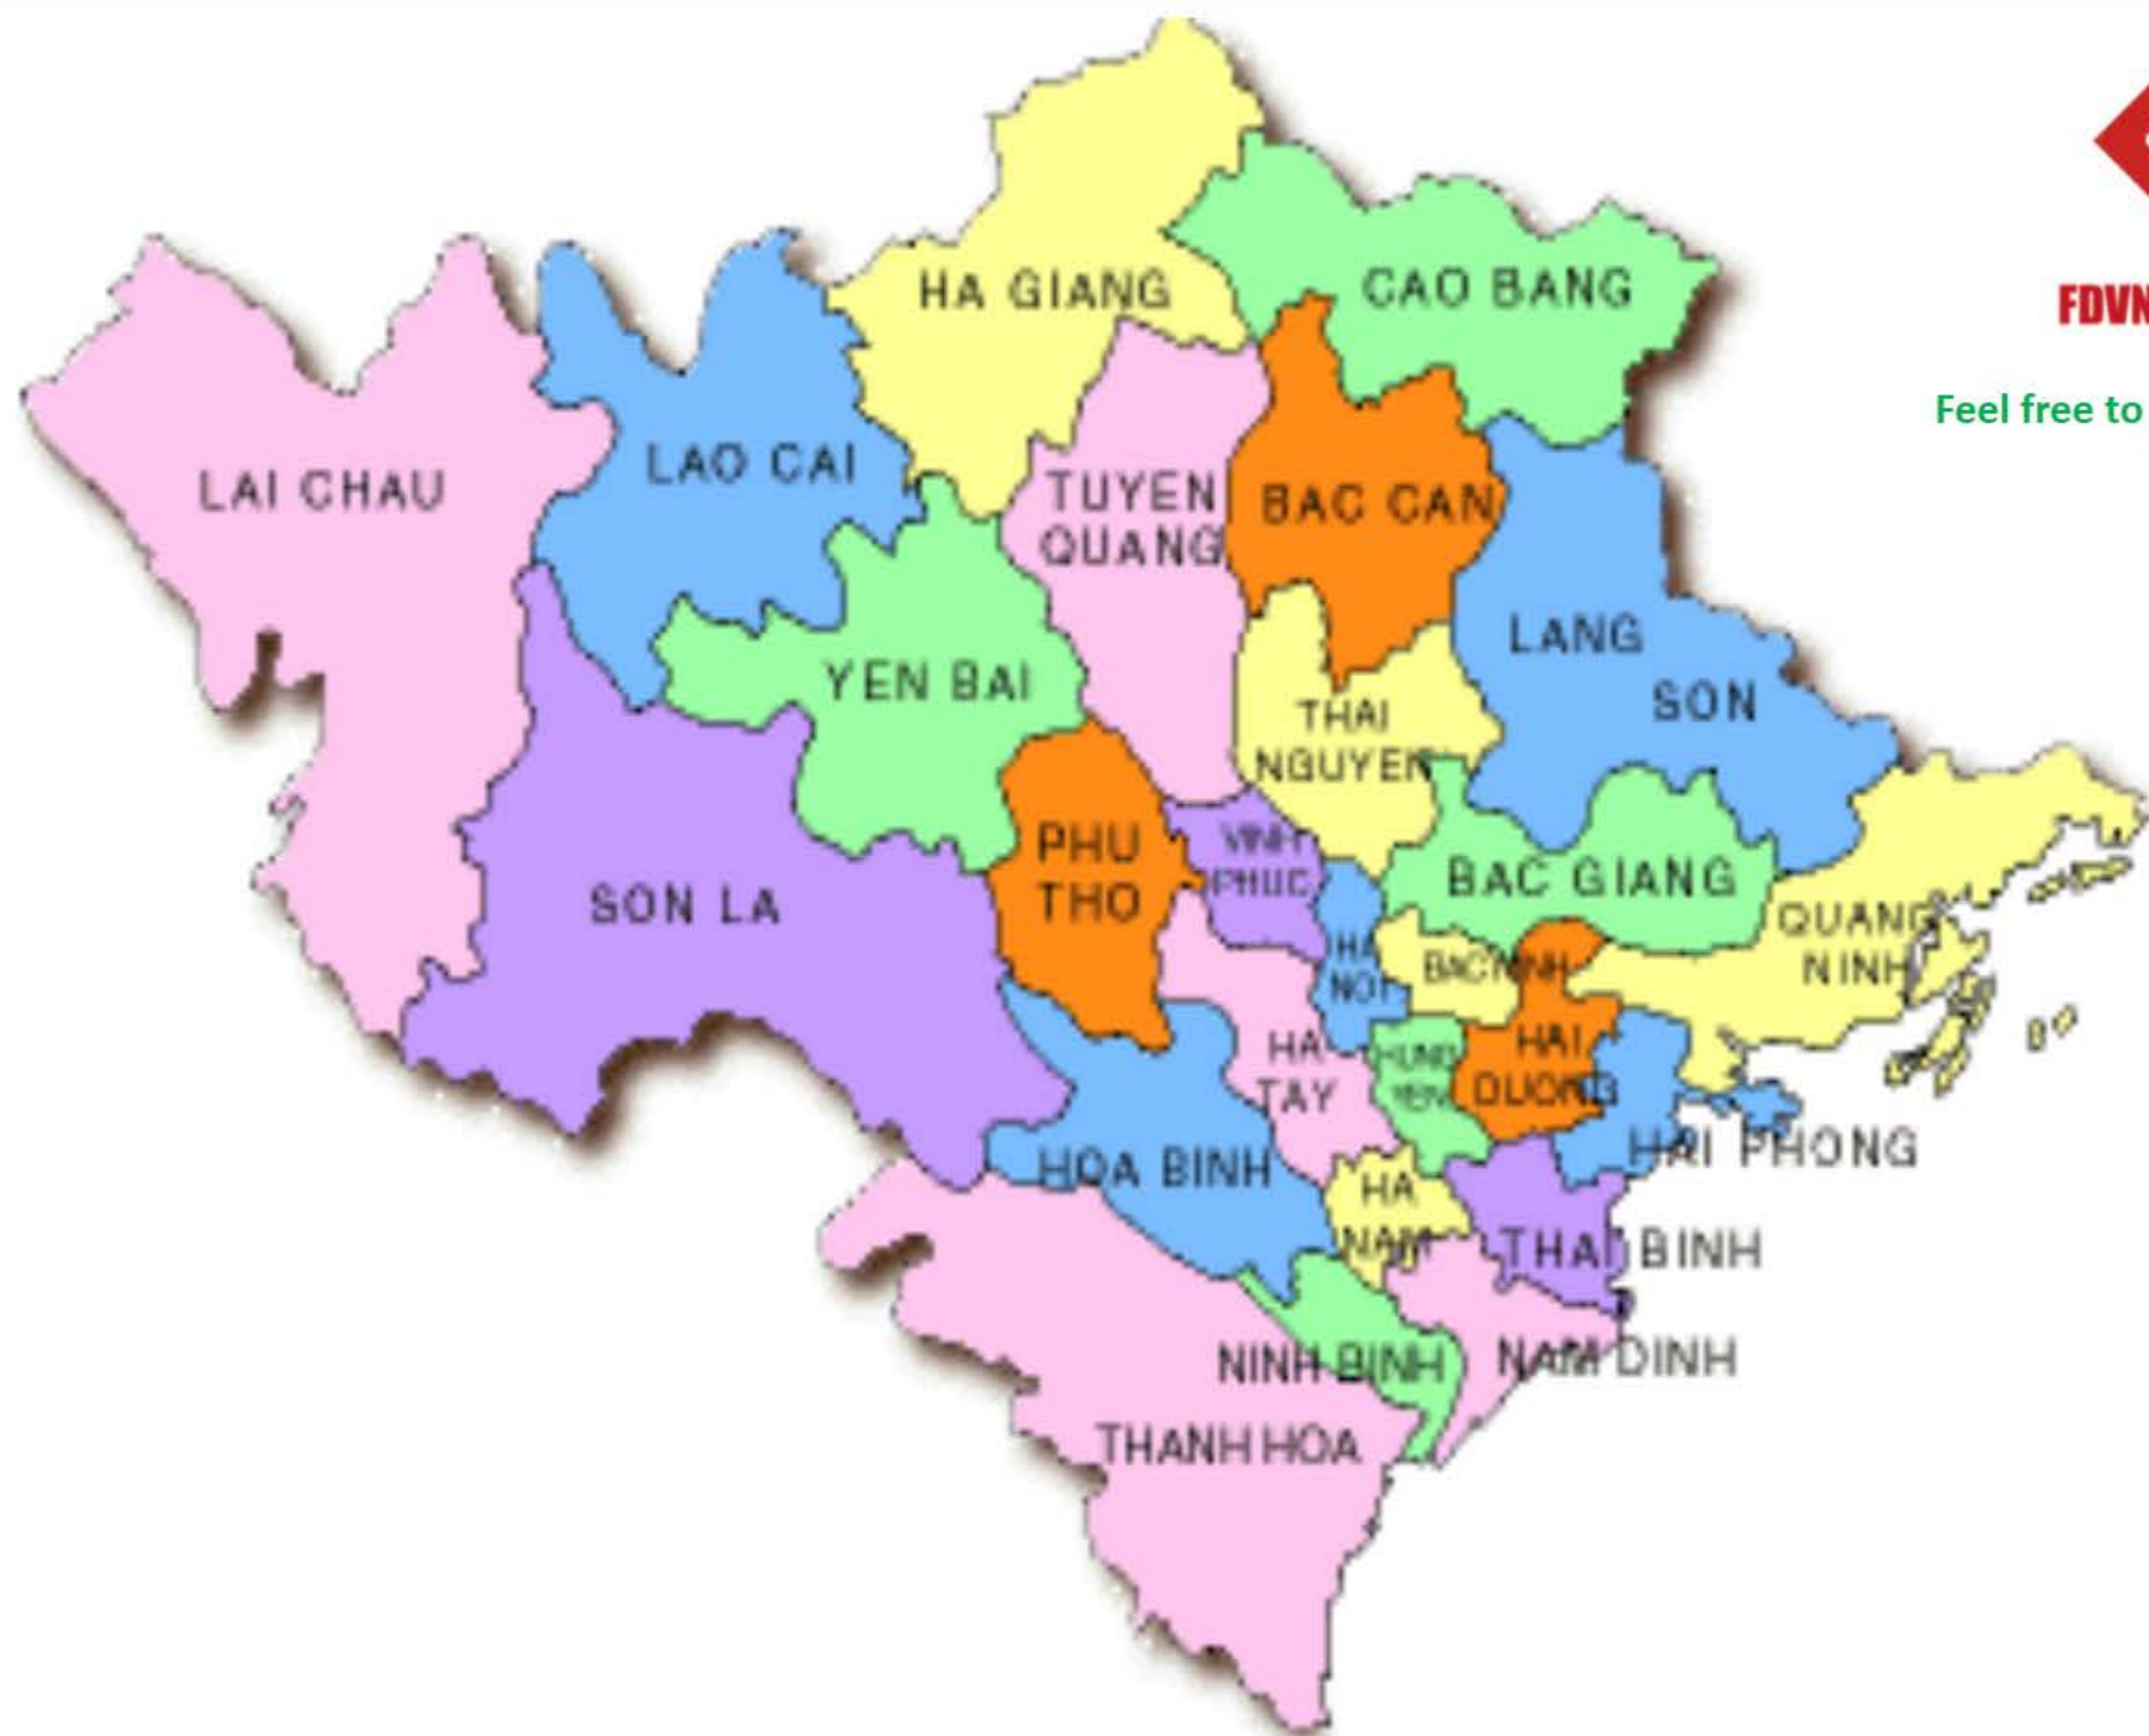 HA GIANG
CAO BANG
FDVN
Feel free to
LAI CHAU
LAO CAI
TUYEN
QUANG
BAC CAN
LANG
SON
YEN BAI
THAI
NGUYEN
PHU
THO
VINH
PHUC
SON LA
BAC GIANG
QUANG
NINH
HA
NOI
BAC NINH
HA
TAY
HUNG
YEN
HAI
DUONG
HAI PHONG
HOA BINH
HA
NAM
THAI BINH
NINH BINH
NAM DINH
THANH HOA